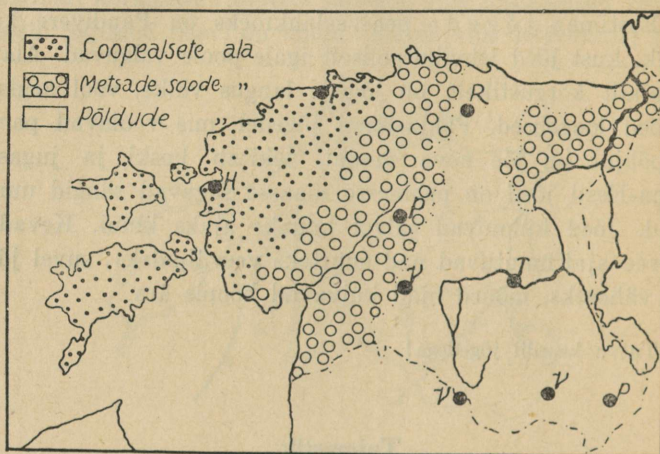 Loopealsete ala
Metsade, soode "
Põldude "
T
R
H
P
V
T
V
V
P